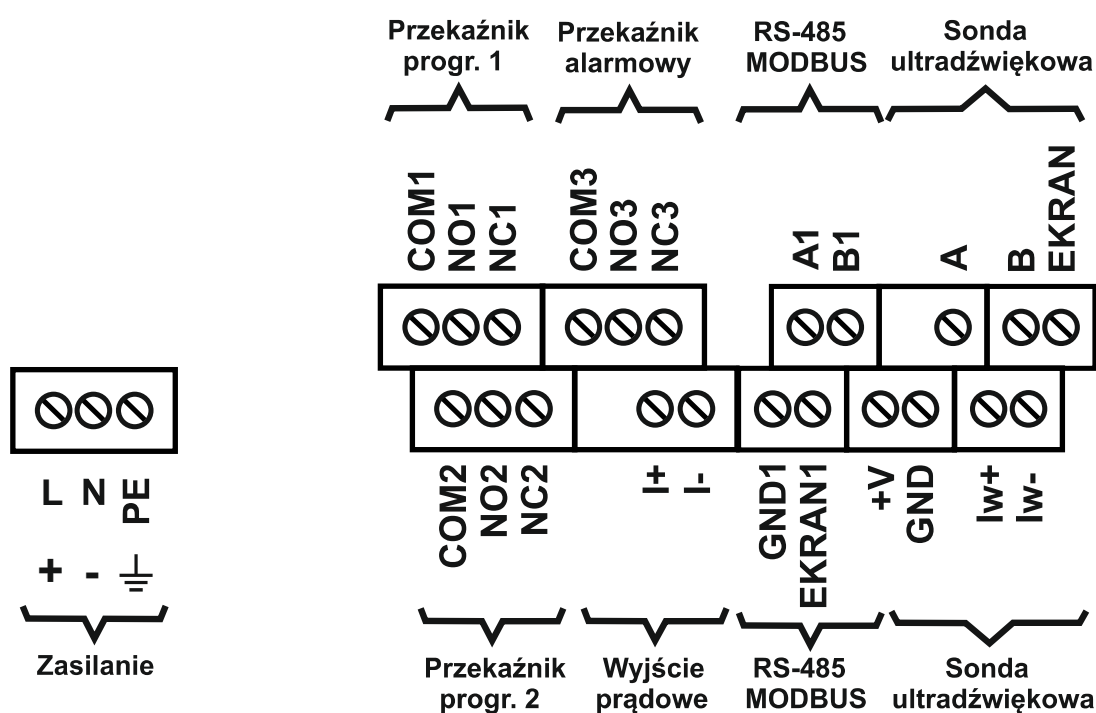 Przekaźnik
progr. 1
Przekaźnik
alarmowy
RS-485
MODBUS
Sonda
ultradźwiękowa
COM1
NO1
NC1
COM3
NO3
NC3
A1
B1
A
B
EKRAN
L N PE
+ -
Zasilanie
COM2
NO2
NC2
I+
I-
GND1
EKRAN1
+V
GND
Iw+
Iw-
Przekaźnik
progr. 2
Wyjście
prądowe
RS-485
MODBUS
Sonda
ultradźwiękowa